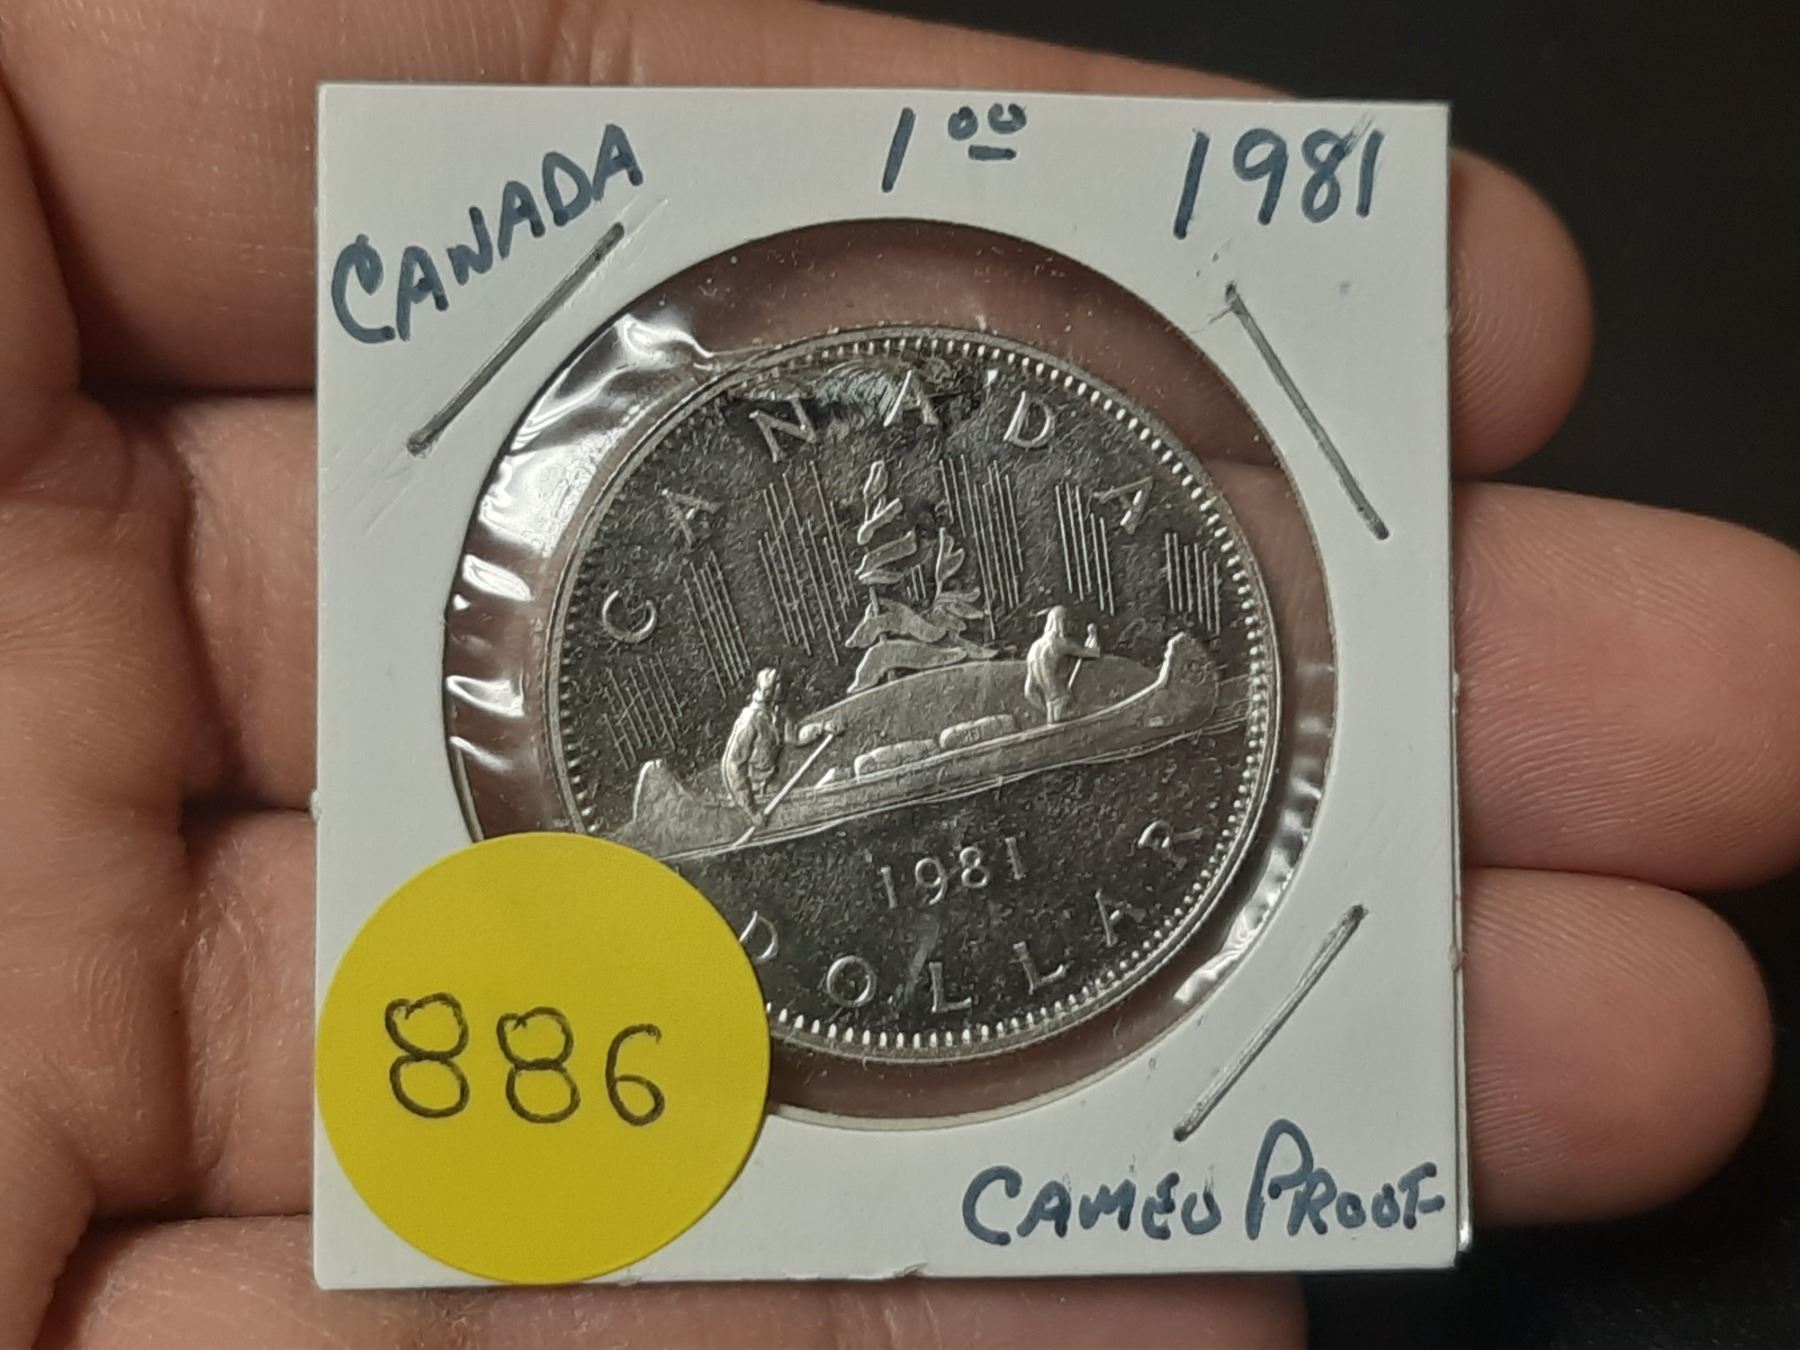 CANADA 1 00 1981
CANADA
1981
DOLLAR
886
CAMEO PROOF